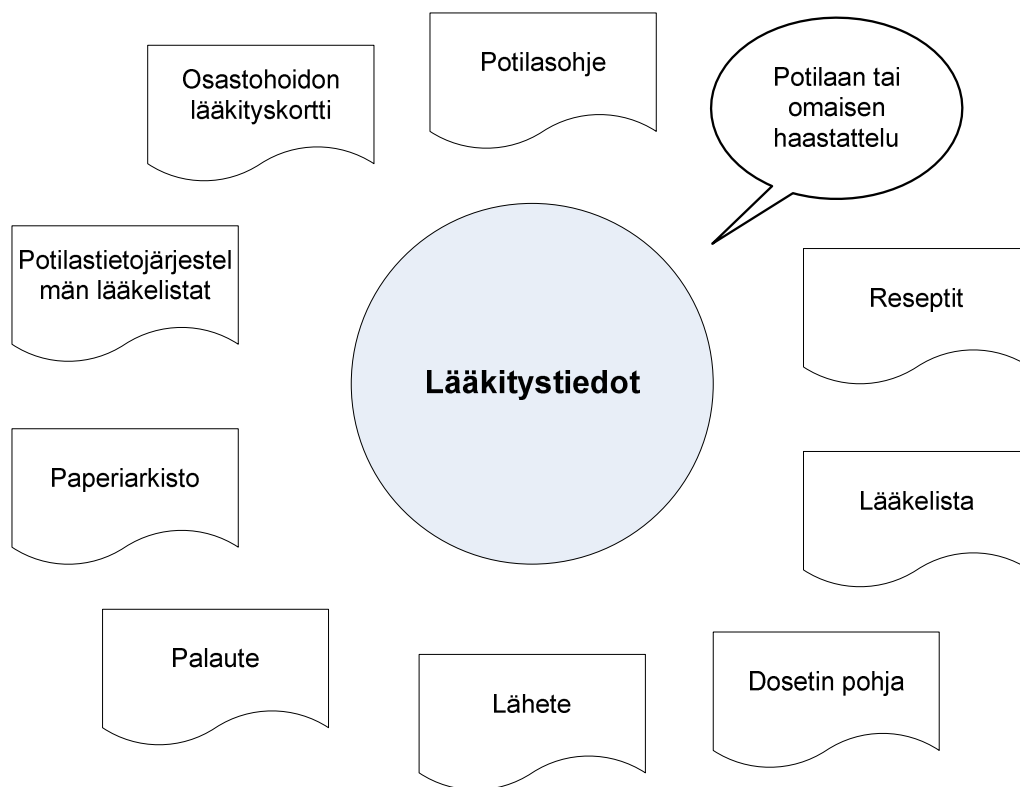 Potilasohje
Osastohoidon
lääkityskortti
Potilaan tai
omaisen
haastattelu
Potilastietojärjestel
män lääkelistat
Reseptit
Lääkitystiedot
Paperiarkisto
Lääkelista
Palaute
Lähete
Dosetin pohja